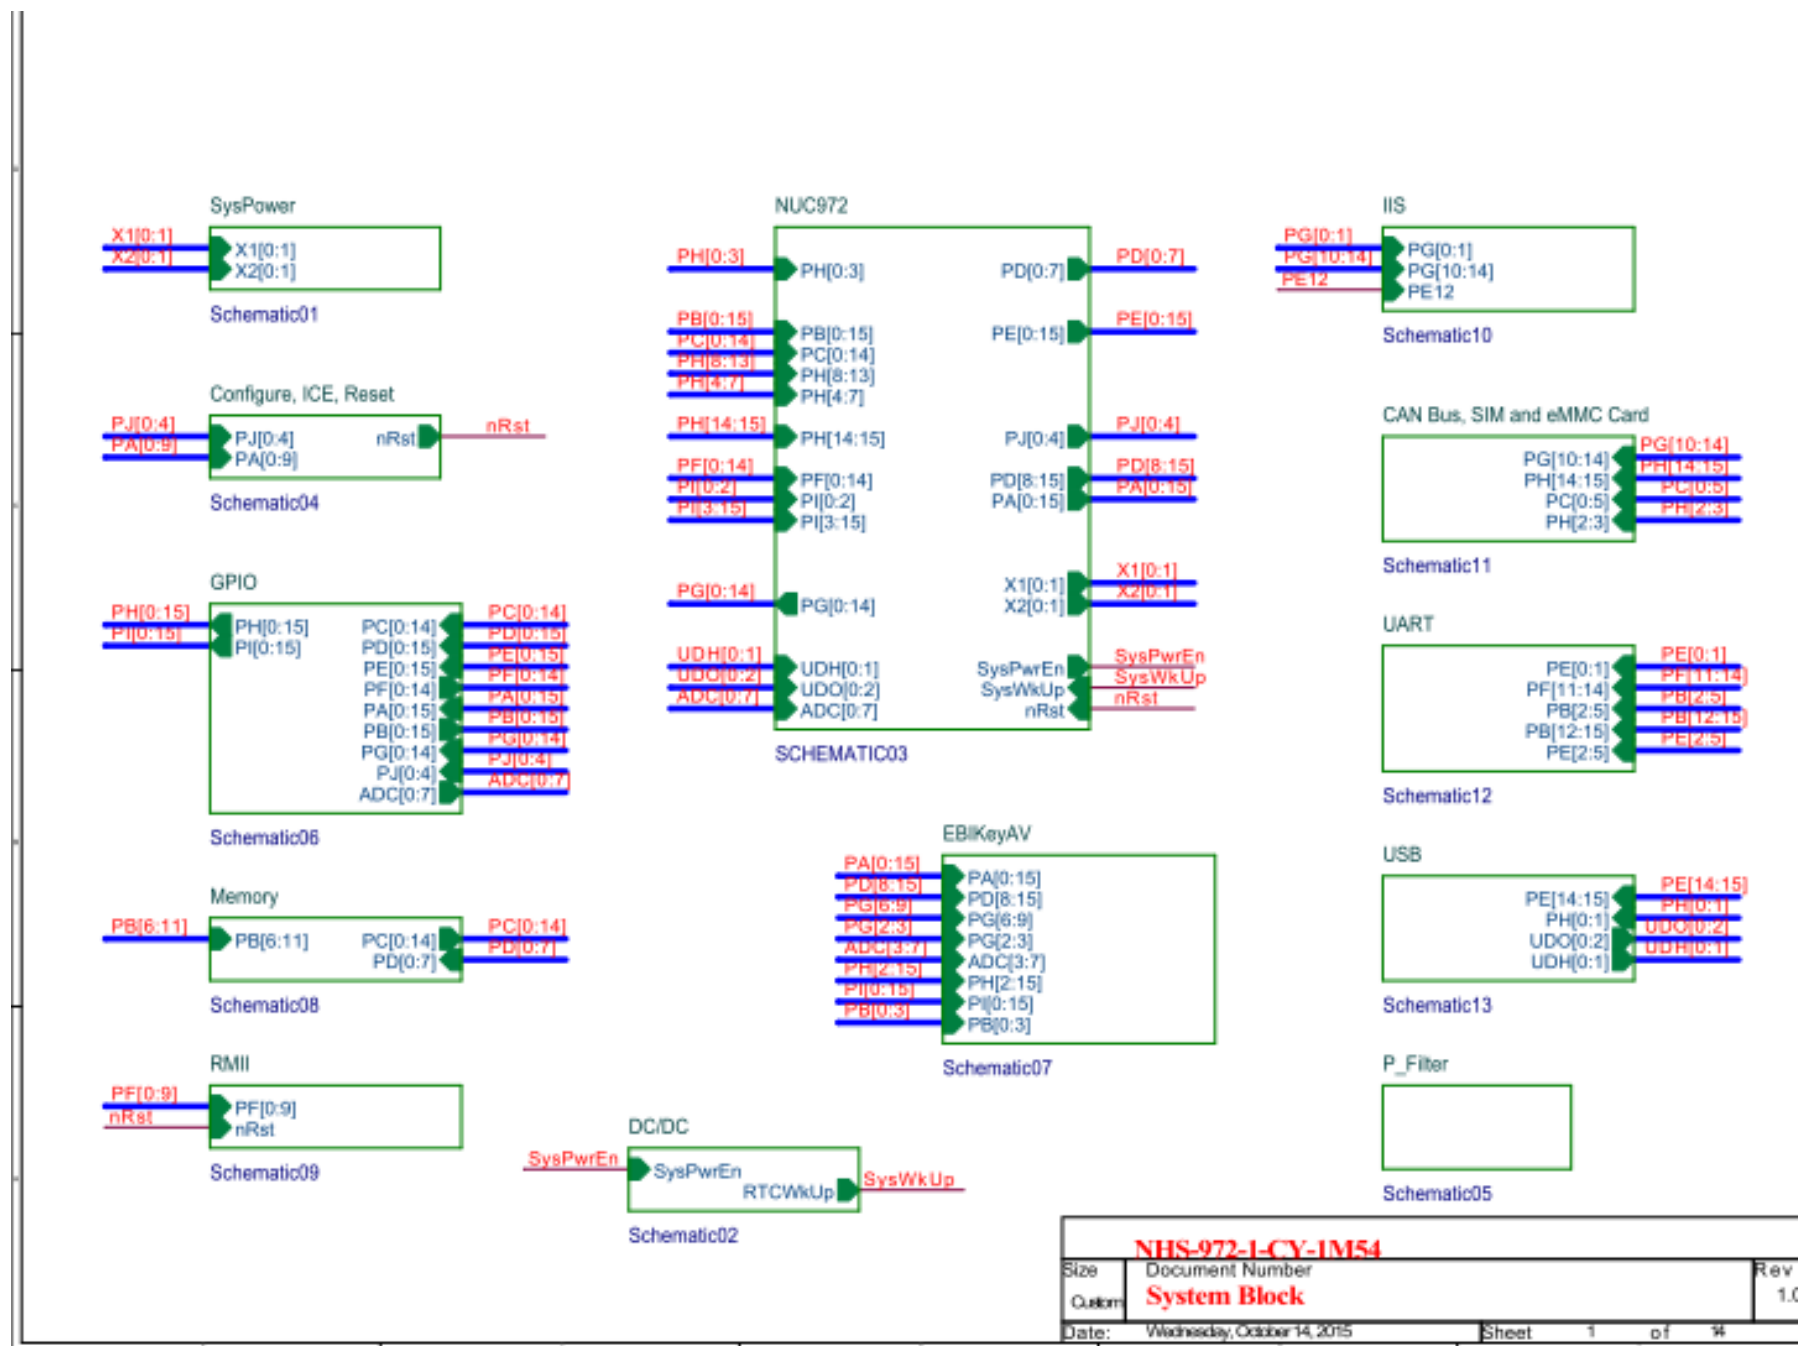 SysPower
X1[0:1]
X2[0:1]
X1[0:1]
X2[0:1]
Schematic01
Configure, ICE, Reset
PJ[0:4]
PA[0:9]
PJ[0:4]
PA[0:9]
nRst
nRst
Schematic04
GPIO
PH[0:15]
PI[0:15]
PH[0:15]
PI[0:15]
PC[0:14]
PD[0:15]
PE[0:15]
PF[0:14]
PA[0:15]
PB[0:15]
PG[0:14]
PJ[0:4]
ADC[0:7]
PC[0:14]
PD[0:15]
PE[0:15]
PF[0:14]
PA[0:15]
PB[0:15]
PG[0:14]
PJ[0:4]
ADC[0:7]
Schematic06
Memory
PB[6:11]
PB[6:11]
PC[0:14]
PD[0:7]
PC[0:14]
PD[0:7]
Schematic08
RMII
PF[0:9]
nRst
PF[0:9]
nRst
Schematic09
NUC972
PH[0:3]
PB[0:15]
PC[0:14]
PH[8:13]
PH[4:7]
PH[14:15]
PF[0:14]
PI[0:2]
PI[3:15]
PG[0:14]
UDH[0:1]
UDO[0:2]
ADC[0:7]
PH[0:3]
PB[0:15]
PC[0:14]
PH[8:13]
PH[4:7]
PH[14:15]
PF[0:14]
PI[0:2]
PI[3:15]
PG[0:14]
UDH[0:1]
UDO[0:2]
ADC[0:7]
PD[0:7]
PE[0:15]
PJ[0:4]
PD[8:15]
PA[0:15]
X1[0:1]
X2[0:1]
SysPwrEn
SysWkUp
nRst
PD[0:7]
PE[0:15]
PJ[0:4]
PD[8:15]
PA[0:15]
X1[0:1]
X2[0:1]
SysPwrEn
SysWkUp
nRst
SCHEMATIC03
EBIKeyAV
PA[0:15]
PD[8:15]
PG[6:9]
PG[2:3]
ADC[3:7]
PH[2:15]
PI[0:15]
PB[0:3]
PA[0:15]
PD[8:15]
PG[6:9]
PG[2:3]
ADC[3:7]
PH[2:15]
PI[0:15]
PB[0:3]
Schematic07
DC/DC
SysPwrEn
SysPwrEn
RTCWkUp
SysWkUp
Schematic02
IIS
PG[0:1]
PG[10:14]
PE12
PG[0:1]
PG[10:14]
PE12
Schematic10
CAN Bus, SIM and eMMC Card
PG[10:14]
PH[14:15]
PC[0:5]
PH[2:3]
PG[10:14]
PH[14:15]
PC[0:5]
PH[2:3]
Schematic11
UART
PE[0:1]
PF[11:14]
PB[2:5]
PB[12:15]
PE[2:5]
PE[0:1]
PF[11:14]
PB[2:5]
PB[12:15]
PE[2:5]
Schematic12
USB
PE[14:15]
PH[0:1]
UDO[0:2]
UDH[0:1]
PE[14:15]
PH[0:1]
UDO[0:2]
UDH[0:1]
Schematic13
P_Filter
Schematic05
NHS-972-1-CY-1M54
Size
Document Number
Rev
Custom
System Block
1.0
Date:
Wednesday, October 14, 2015
Sheet 1 of 14